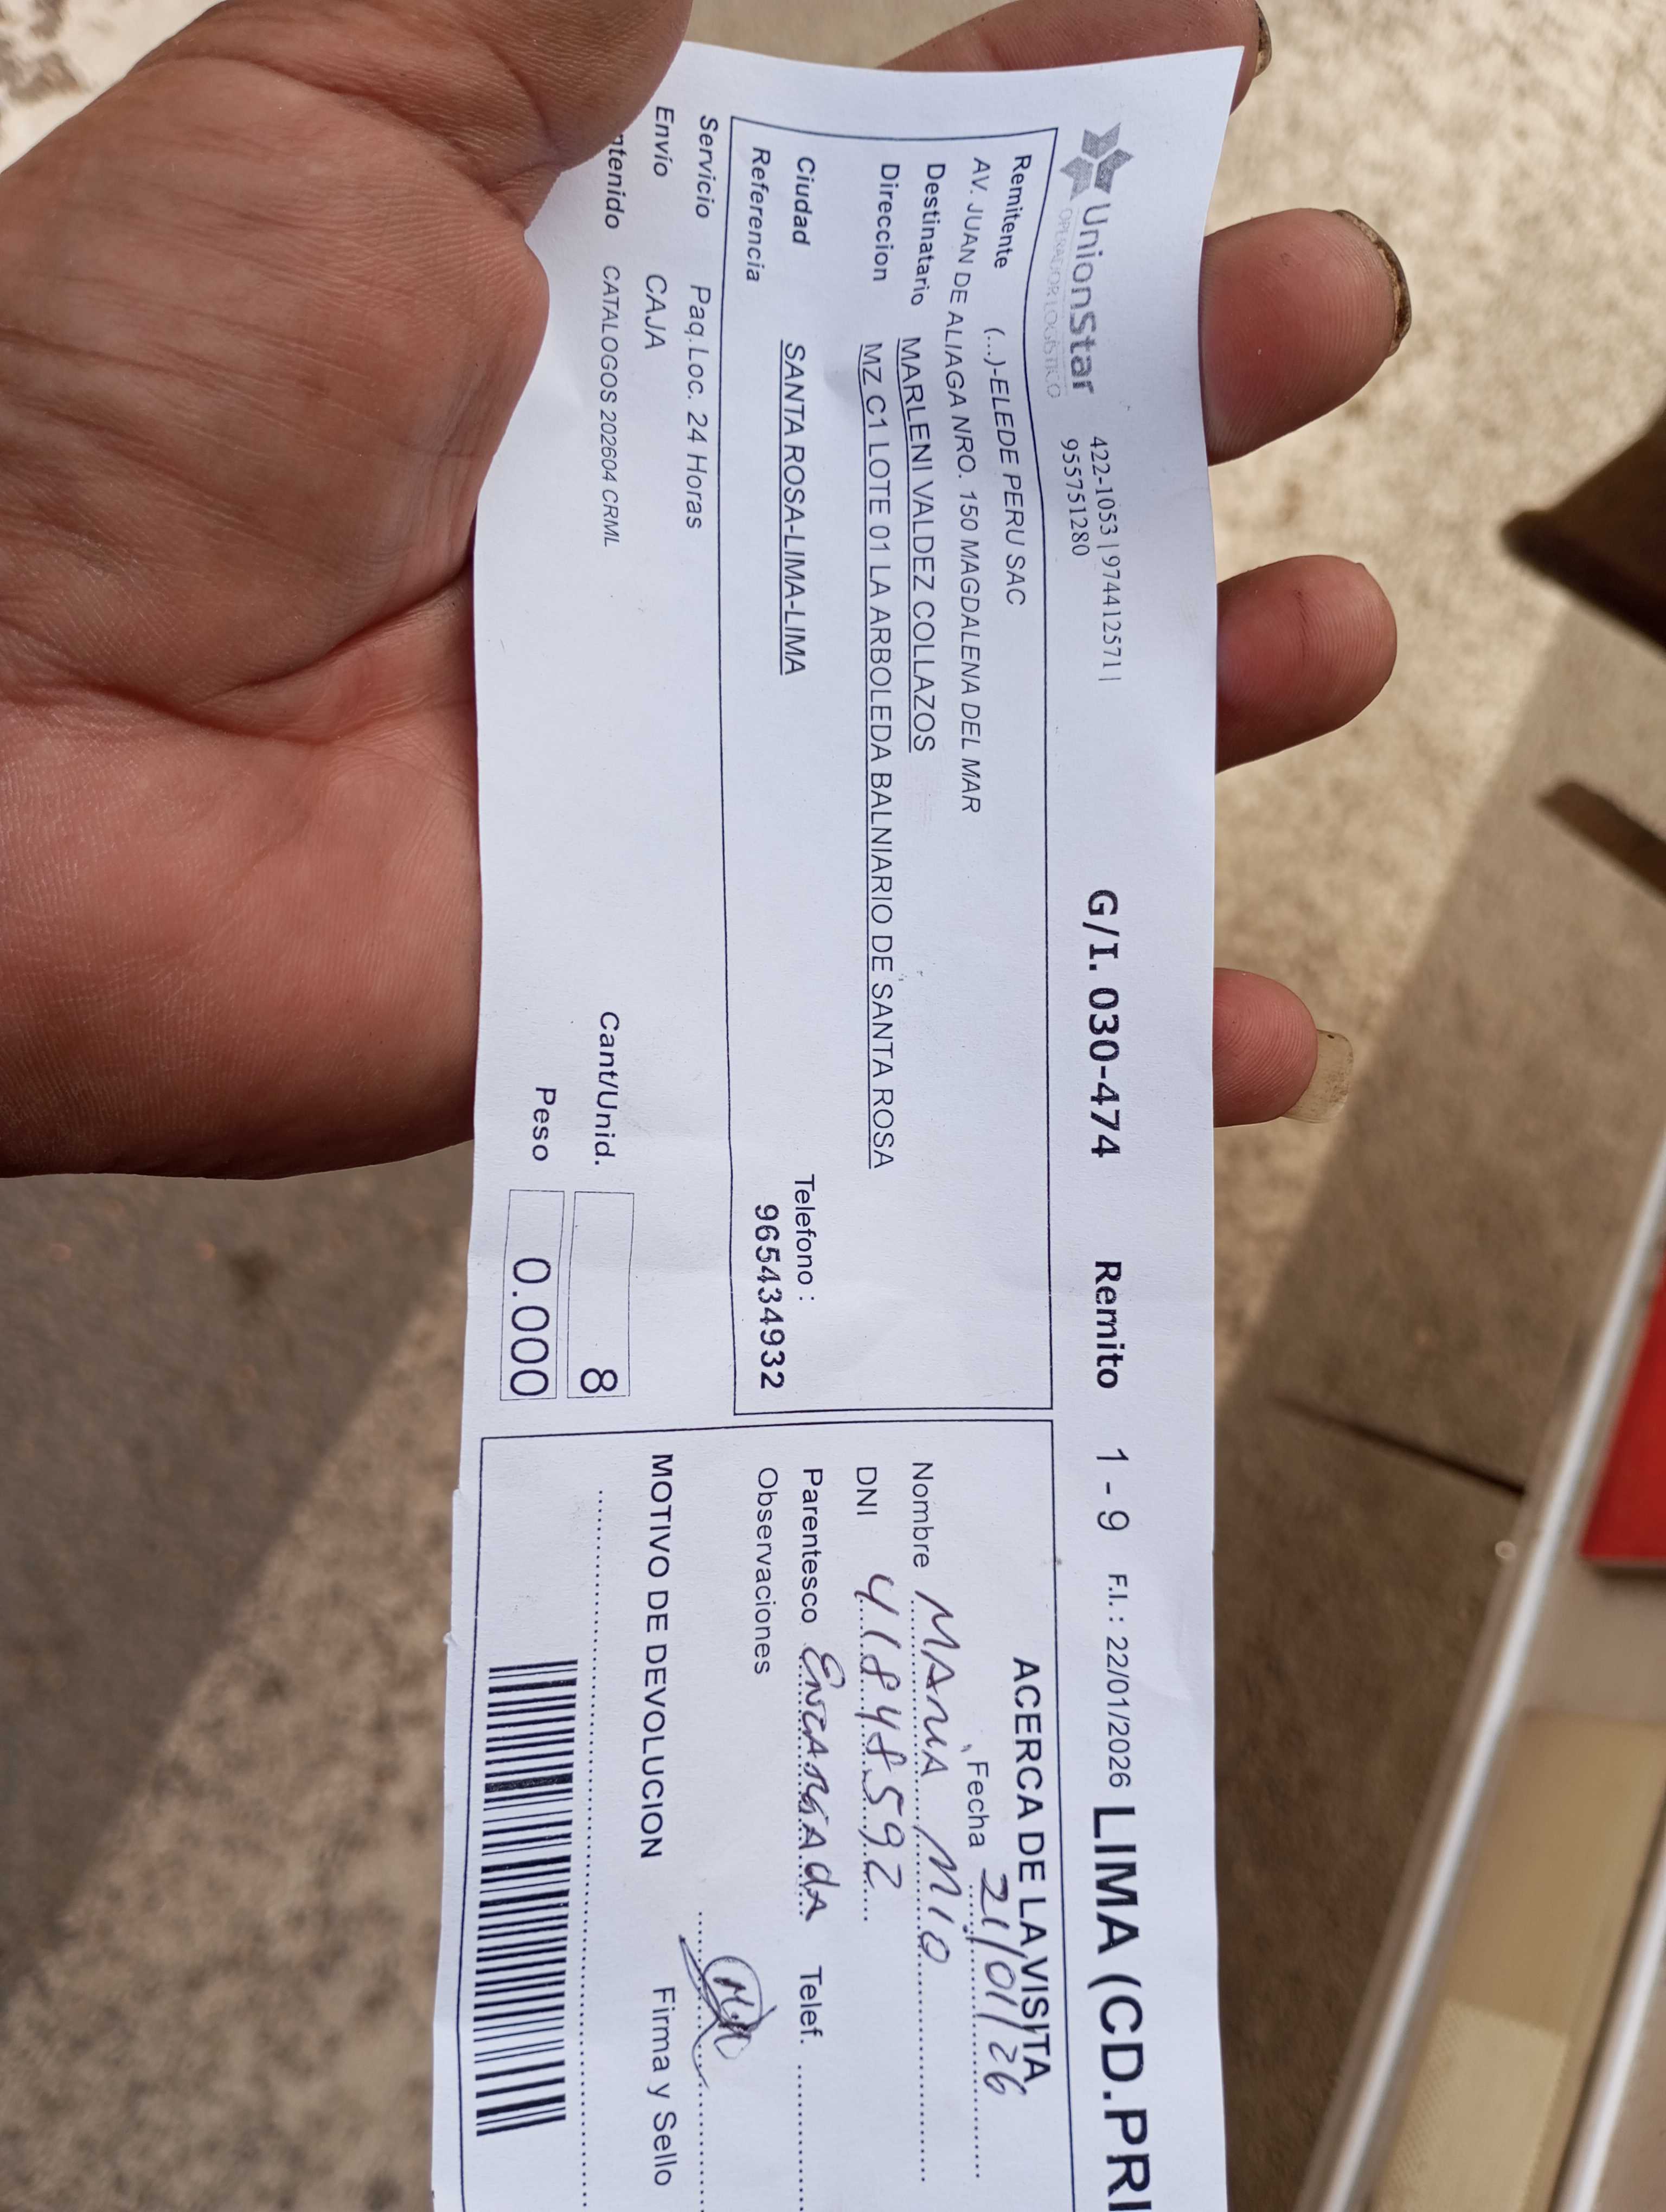 UnionStar
OPERADOR LOGÍSTICO
422-1053 | 974412571 |
955751280
G/I. 030-474
Remito 1 - 9
F.I. : 22/01/2026
LIMA (CD.PRI
Remitente (...)-ELEDE PERU SAC
AV. JUAN DE ALIAGA NRO. 150 MAGDALENA DEL MAR
Destinatario MARLENI VALDEZ COLLAZOS
Direccion MZ C1 LOTE 01 LA ARBOLEDA BALNIARIO DE SANTA ROSA
Ciudad SANTA ROSA-LIMA-LIMA
Telefono :
Referencia 965434932
Servicio Paq.Loc. 24 Horas
Envío CAJA
ntenido CATALOGOS 202604 CRML
Cant/Unid. 8
Peso 0.000
ACERCA DE LA VISITA
Fecha 21/01/26
Nombre MARIA MIO
DNI 41848592
Parentesco ENCARGADA Telef.
Observaciones
MOTIVO DE DEVOLUCION
Firma y Sello